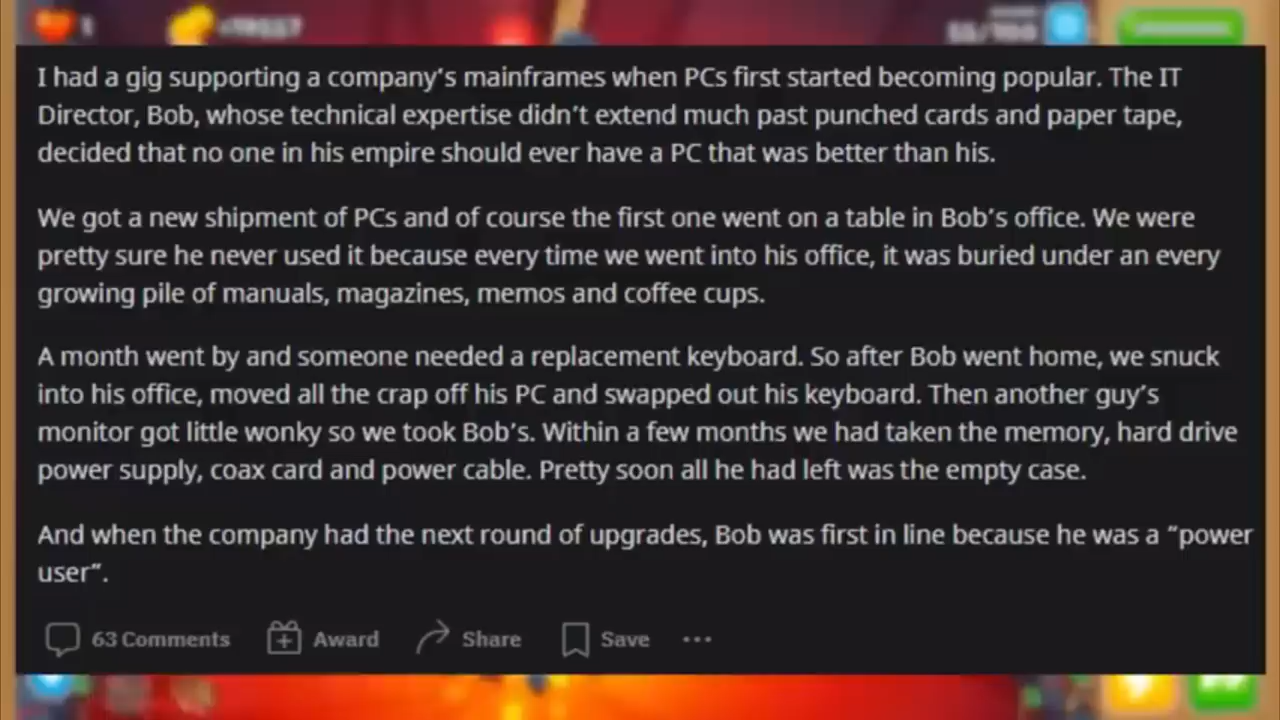 I had a gig supporting a company's mainframes when PCs first started becoming popular. The IT
Director, Bob, whose technical expertise didn't extend much past punched cards and paper tape,
decided that no one in his empire should ever have a PC that was better than his.
We got a new shipment of PCs and of course the first one went on a table in Bob's office. We were
pretty sure he never used it because every time we went into his office, it was buried under an every
growing pile of manuals, magazines, memos and coffee cups.
A month went by and someone needed a replacement keyboard. So after Bob went home, we snuck
into his office, moved all the crap off his PC and swapped out his keyboard. Then another guy's
monitor got little wonky so we took Bob's. Within a few months we had taken the memory, hard drive
power supply, coax card and power cable. Pretty soon all he had left was the empty case.
And when the company had the next round of upgrades, Bob was first in line because he was a "power
user".
63 Comments Award Share Save